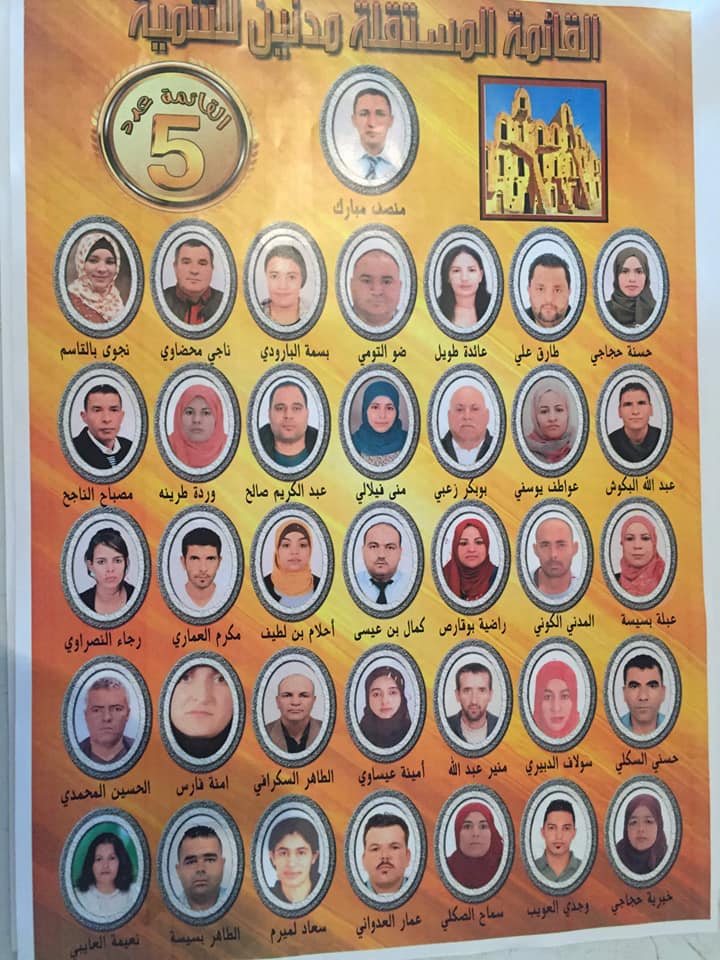 القائمة المستقلة مدنين للتنمية
القائمة عدد
5
منصف مبارك
حسنة حجاجي
طارق علي
عائدة طويل
ضو التومي
بسمة البارودي
ناجي محضاوي
نجوى بالقاسم
عبد الله البكوش
عواطف يوسفي
بوبكر زعبي
منى فيلالي
عبد الكريم صالح
وردة طرينه
مصباح الناجح
عبلة بسيسة
المدني الكوني
راضية بوقارص
كمال بن عيسى
أحلام بن لطيف
مكرم العماري
رجاء النصراوي
حسني السكلي
سولاف الدبيري
منير عبد الله
أمينة عيساوي
الطاهر السكرافي
امنة فارس
الحسين المحمدي
خيرية حجاجي
وجدي العويب
سماح الصكلي
عمار العدواني
سعاد لميرم
الطاهر بسيسة
نعيمة العايبي